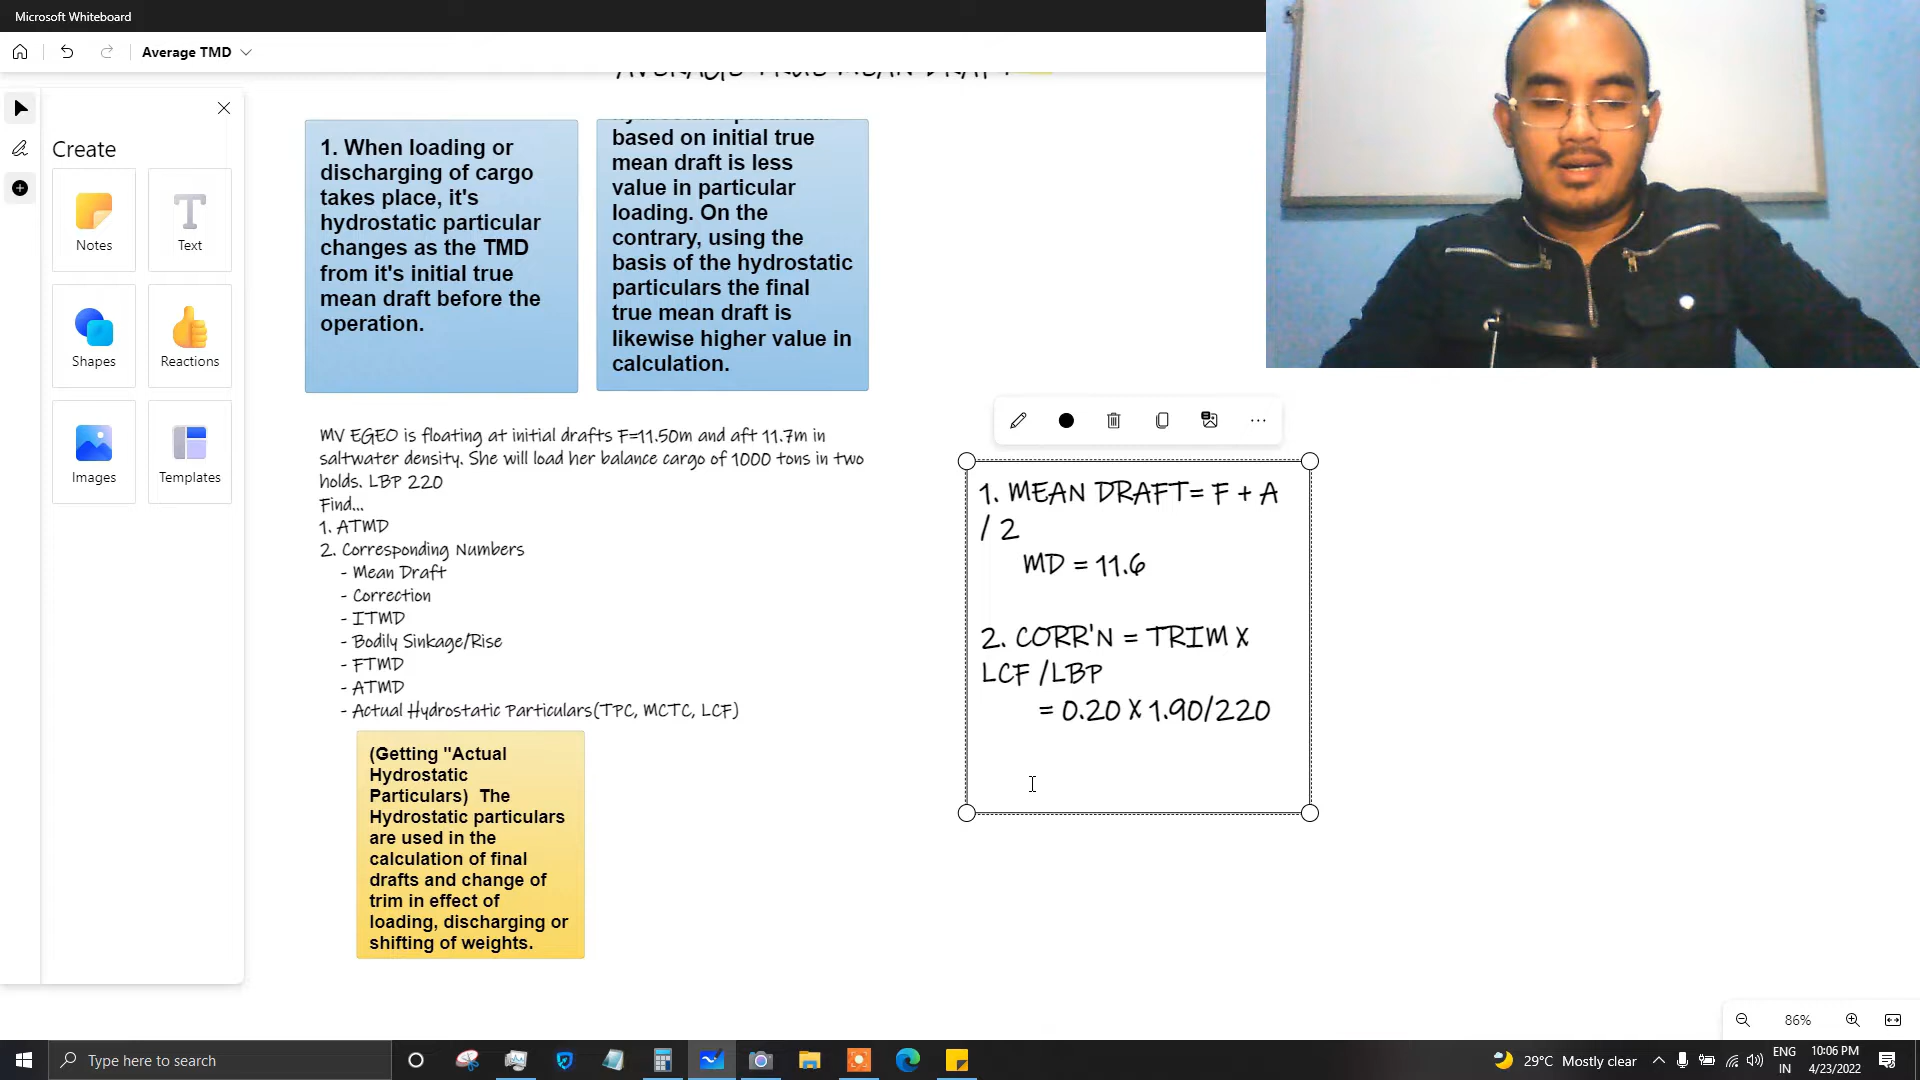 Microsoft Whiteboard
Average TMD
AVERAGE TRUE MEAN DRAFT
Create
Notes
Text
Shapes
Reactions
Images
Templates
1. When loading or
discharging of cargo
takes place, it's
hydrostatic particular
changes as the TMD
from it's initial true
mean draft before the
operation.
based on initial true
mean draft is less
value in particular
loading. On the
contrary, using the
basis of the hydrostatic
particulars the final
true mean draft is
likewise higher value in
calculation.
MV EGEO is floating at initial drafts F=11.50m and aft 11.7m in
saltwater density. She will load her balance cargo of 1000 tons in two
holds. LBP 220
Find...
1. ATMD
2. Corresponding Numbers
- Mean Draft
- Correction
- ITMD
- Bodily Sinkage/Rise
- FTMD
- ATMD
- Actual Hydrostatic Particulars(TPC, MCTC, LCF)
(Getting "Actual
Hydrostatic
Particulars) The
Hydrostatic particulars
are used in the
calculation of final
drafts and change of
trim in effect of
loading, discharging or
shifting of weights.
1. MEAN DRAFT= F + A
/ 2
MD = 11.6
2. CORR'N = TRIM X
LCF /LBP
= 0.20 X 1.90/220
86%
Type here to search
29°C Mostly clear
ENG
IN
10:06 PM
4/23/2022